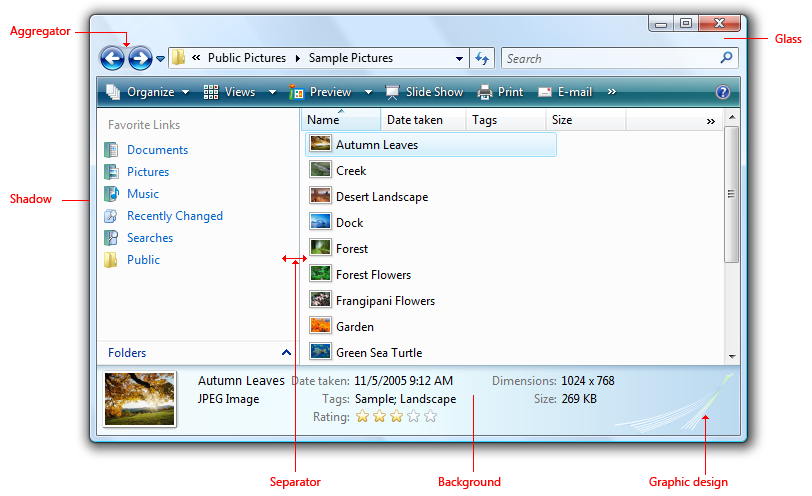 Aggregator
Glass
« Public Pictures Sample Pictures
Search
Organize Views Preview Slide Show Print E-mail »
?
Favorite Links
Name Date taken Tags Size »
Documents
Pictures
Music
Recently Changed
Searches
Public
Autumn Leaves
Creek
Desert Landscape
Dock
Forest
Forest Flowers
Frangipani Flowers
Garden
Green Sea Turtle
Shadow
Folders
Autumn Leaves Date taken: 11/5/2005 9:12 AM Dimensions: 1024 x 768
JPEG Image Tags: Sample; Landscape Size: 269 KB
Rating:
Separator
Background
Graphic design